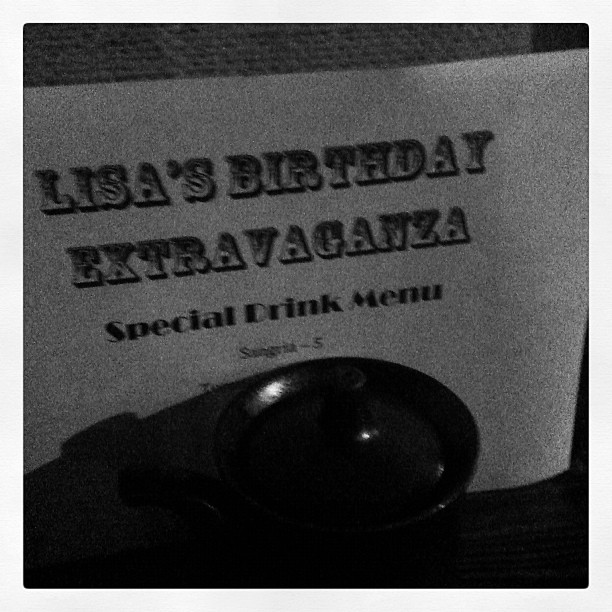 LISA'S BIRTHDAY
EXTRAVAGANZA
Special Drink Menu
Sangria – 5